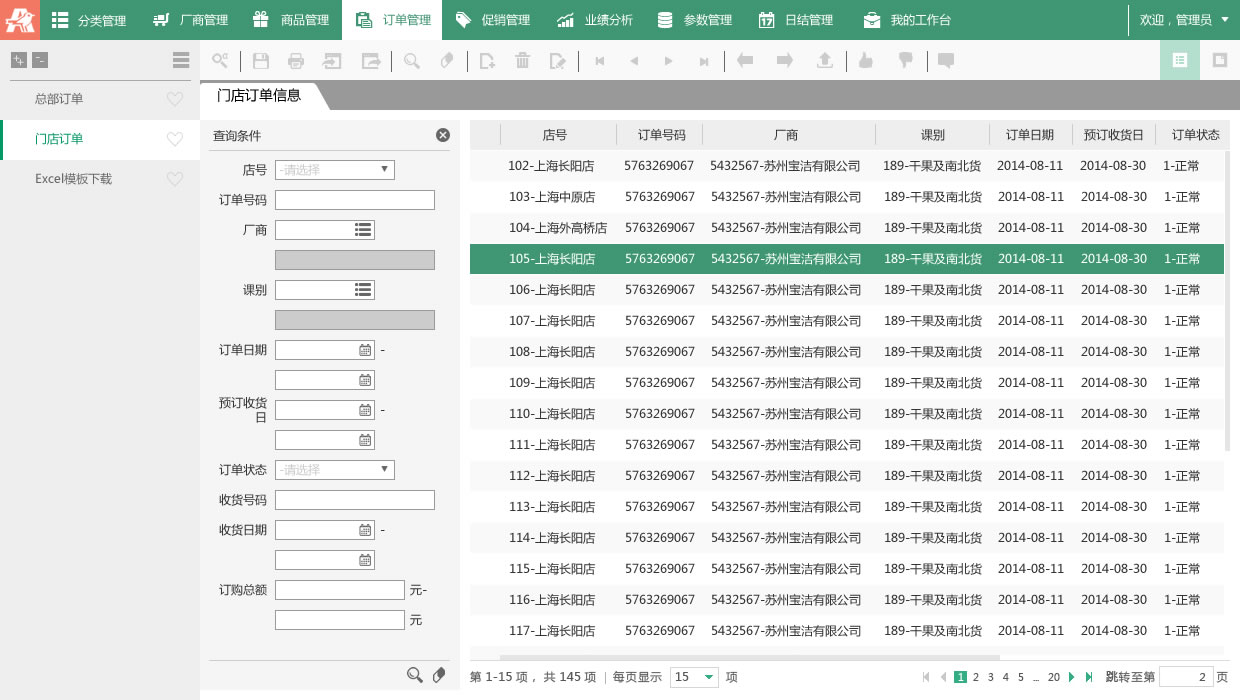 分类管理 厂商管理 商品管理 订单管理 促销管理 业绩分析 参数管理 17 日结管理 我的工作台 欢迎，管理员
总部订单
门店订单
Excel模板下载
门店订单信息
查询条件
店号 -请选择
订单号码
厂商
课别
订单日期 -
预订收货
日 -
订单状态 -请选择
收货号码
收货日期 -
订购总额 元-
元
店号 订单号码 厂商 课别 订单日期 预订收货日 订单状态
102-上海长阳店 5763269067 5432567-苏州宝洁有限公司 189-干果及南北货 2014-08-11 2014-08-30 1-正常
103-上海中原店 5763269067 5432567-苏州宝洁有限公司 189-干果及南北货 2014-08-11 2014-08-30 1-正常
104-上海外高桥店 5763269067 5432567-苏州宝洁有限公司 189-干果及南北货 2014-08-11 2014-08-30 1-正常
105-上海长阳店 5763269067 5432567-苏州宝洁有限公司 189-干果及南北货 2014-08-11 2014-08-30 1-正常
106-上海长阳店 5763269067 5432567-苏州宝洁有限公司 189-干果及南北货 2014-08-11 2014-08-30 1-正常
107-上海长阳店 5763269067 5432567-苏州宝洁有限公司 189-干果及南北货 2014-08-11 2014-08-30 1-正常
108-上海长阳店 5763269067 5432567-苏州宝洁有限公司 189-干果及南北货 2014-08-11 2014-08-30 1-正常
109-上海长阳店 5763269067 5432567-苏州宝洁有限公司 189-干果及南北货 2014-08-11 2014-08-30 1-正常
110-上海长阳店 5763269067 5432567-苏州宝洁有限公司 189-干果及南北货 2014-08-11 2014-08-30 1-正常
111-上海长阳店 5763269067 5432567-苏州宝洁有限公司 189-干果及南北货 2014-08-11 2014-08-30 1-正常
112-上海长阳店 5763269067 5432567-苏州宝洁有限公司 189-干果及南北货 2014-08-11 2014-08-30 1-正常
113-上海长阳店 5763269067 5432567-苏州宝洁有限公司 189-干果及南北货 2014-08-11 2014-08-30 1-正常
114-上海长阳店 5763269067 5432567-苏州宝洁有限公司 189-干果及南北货 2014-08-11 2014-08-30 1-正常
115-上海长阳店 5763269067 5432567-苏州宝洁有限公司 189-干果及南北货 2014-08-11 2014-08-30 1-正常
116-上海长阳店 5763269067 5432567-苏州宝洁有限公司 189-干果及南北货 2014-08-11 2014-08-30 1-正常
117-上海长阳店 5763269067 5432567-苏州宝洁有限公司 189-干果及南北货 2014-08-11 2014-08-30 1-正常
第 1-15 项， 共 145 项 | 每页显示 15 项 1 2 3 4 5 ... 20 跳转至第 2 页